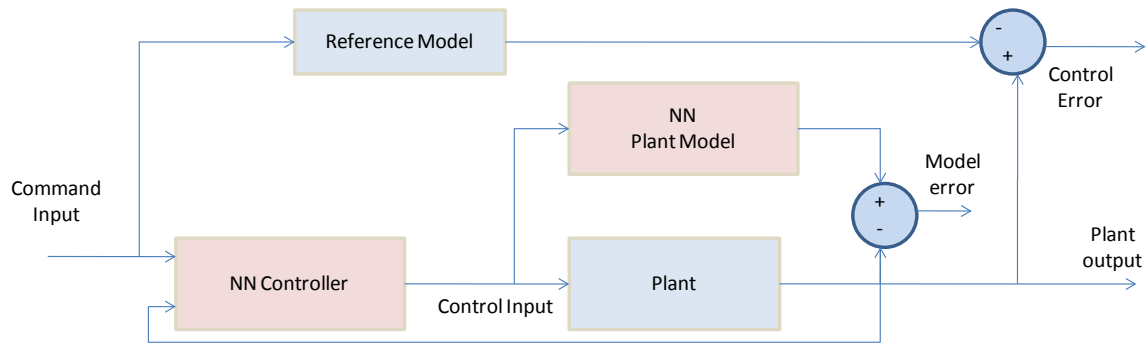 Reference Model
-
+
Control
Error
NN
Plant Model
Model
error
Command
Input
+
-
Plant
output
NN Controller
Control Input
Plant